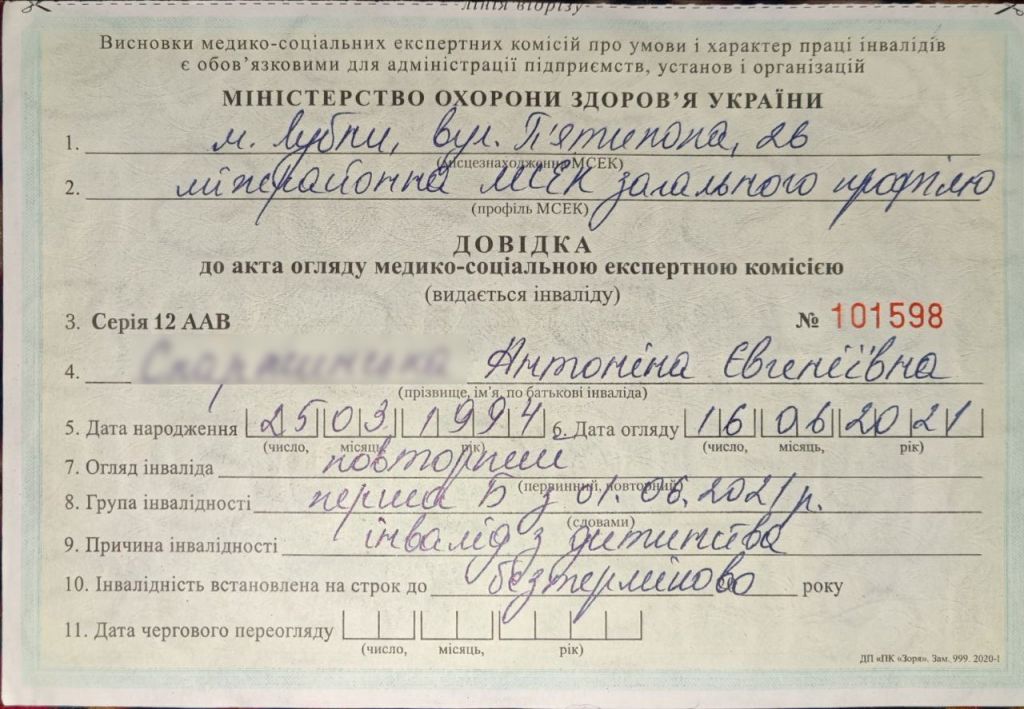 лінія відрізу
Висновки медико-соціальних експертних комісій про умови і характер праці інвалідів
є обов’язковими для адміністрації підприємств, установ і організацій
МІНІСТЕРСТВО ОХОРОНИ ЗДОРОВ’Я УКРАЇНИ
1. м. Лубни, вул. П'ятикопа, 26
(місцезнаходження МСЕК)
2. міжрайонна МСЕК загального профілю
(профіль МСЕК)
ДОВІДКА
до акта огляду медико-соціальною експертною комісією
(видається інваліду)
3. Серія 12 ААВ № 101598
4. Антоніна Євгеніївна
(прізвище, ім’я, по батькові інваліда)
5. Дата народження 25 03 1994 6. Дата огляду 16 06 2021
(число, місяць, рік) (число, місяць, рік)
7. Огляд інваліда повторний
(первинний, повторний)
8. Група інвалідності перша Б з 01.06.2021 р.
(словами)
9. Причина інвалідності інвалід з дитинства
10. Інвалідність встановлена на строк до безтерміново року
11. Дата чергового переогляду
(число, місяць, рік)
ДП «ПК «Зоря». Зам. 999. 2020-1